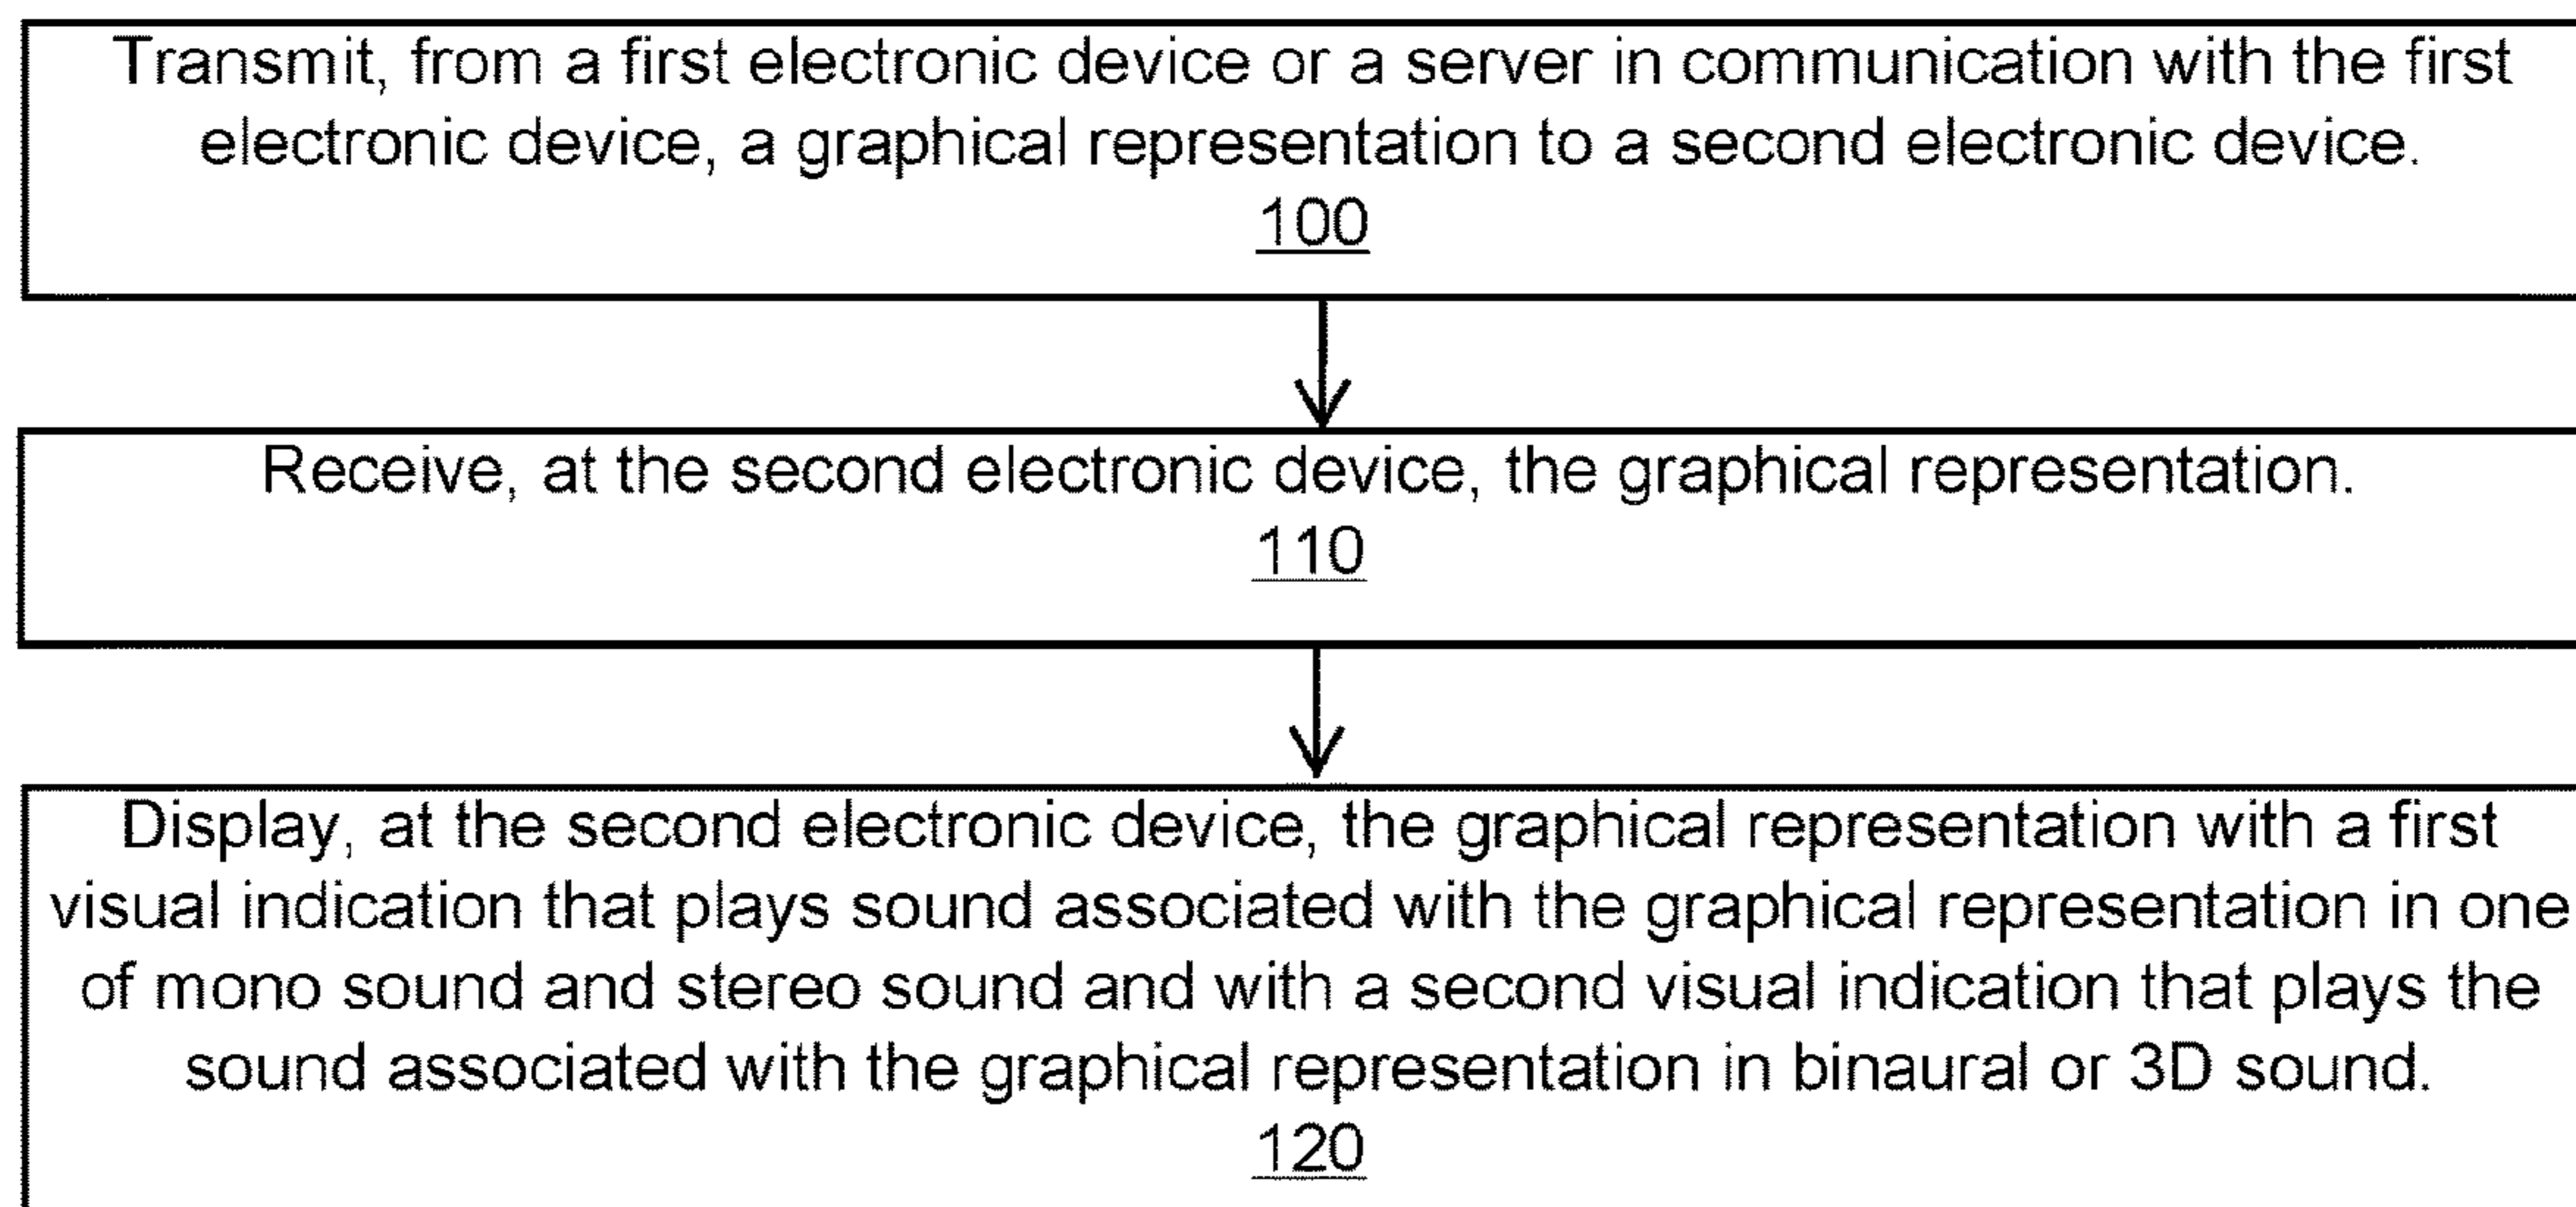 Transmit, from a first electronic device or a server in communication with the first
electronic device, a graphical representation to a second electronic device.
100
Receive, at the second electronic device, the graphical representation.
110
Display, at the second electronic device, the graphical representation with a first
visual indication that plays sound associated with the graphical representation in one
of mono sound and stereo sound and with a second visual indication that plays the
sound associated with the graphical representation in binaural or 3D sound.
120